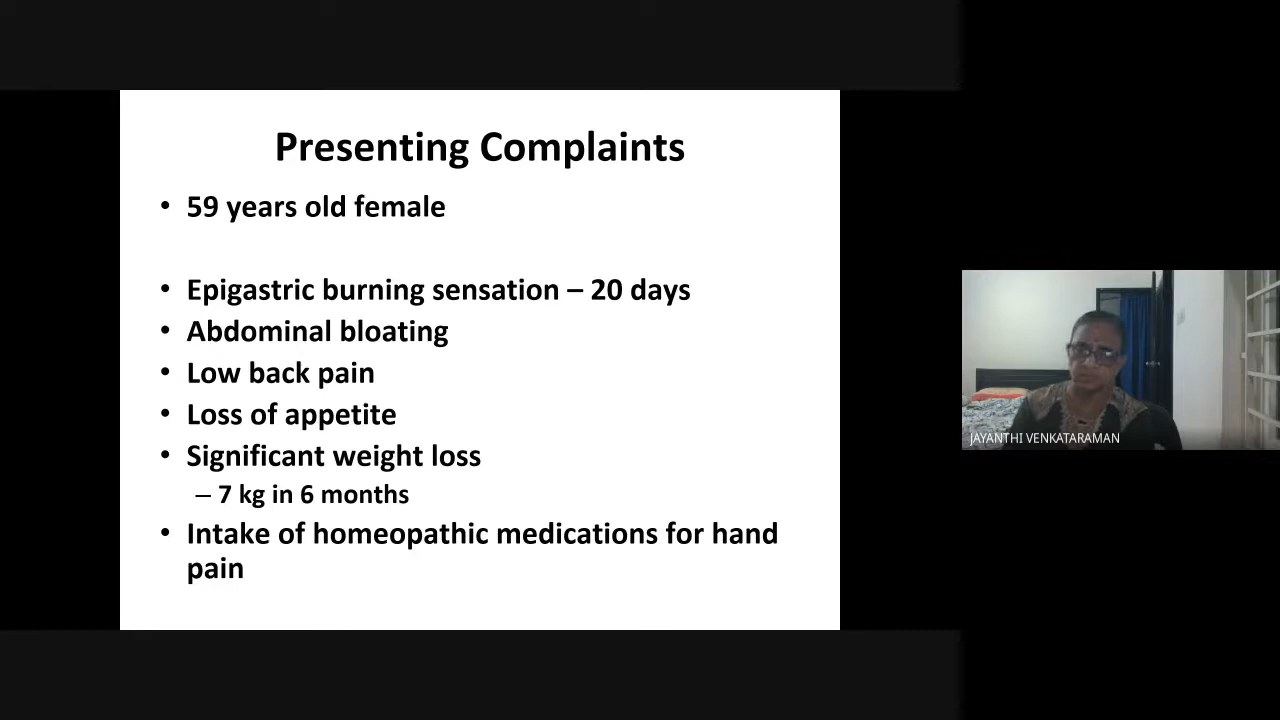 Presenting Complaints
• 59 years old female
• Epigastric burning sensation – 20 days
• Abdominal bloating
• Low back pain
• Loss of appetite
• Significant weight loss
– 7 kg in 6 months
• Intake of homeopathic medications for hand
pain
JAYANTHI VENKATARAMAN